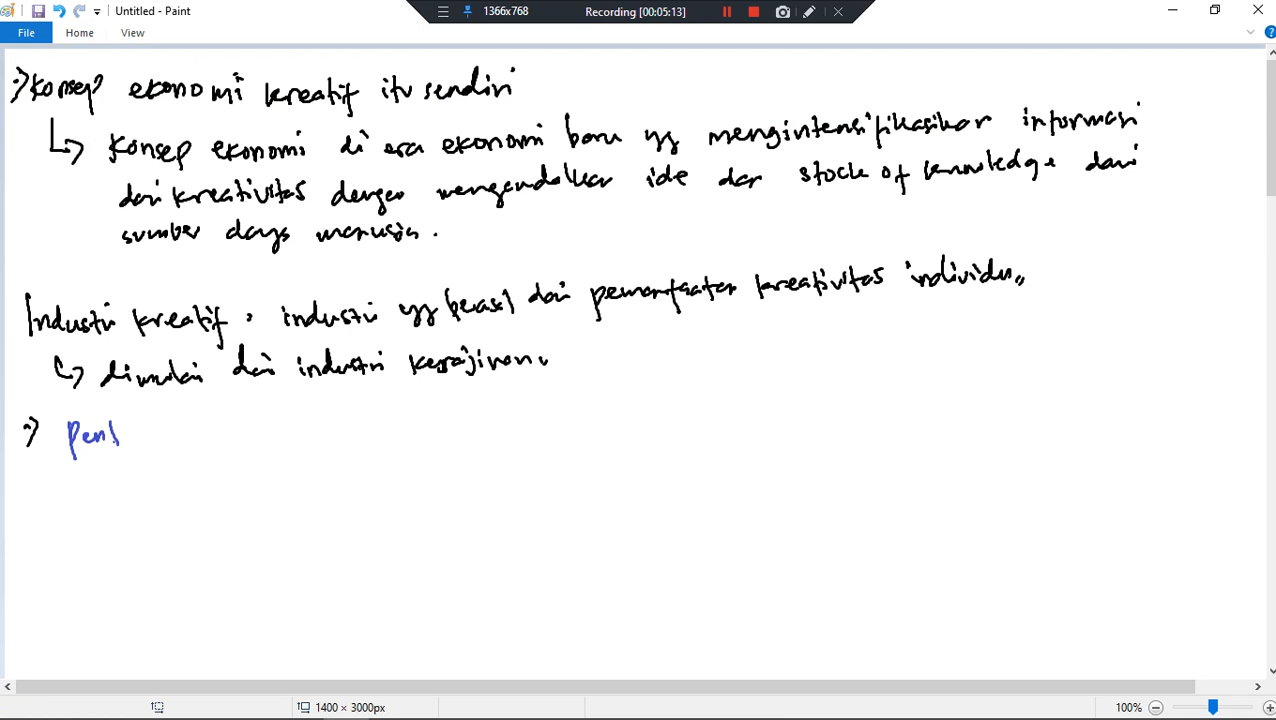 Untitled - Paint
1366x768
Recording [00:05:13]
File Home View
Konsep ekonomi kreatif itu sendiri
Konsep ekonomi di era ekonomi baru yg mengintensifikasikan informasi
dan kreativitas dengan mengandalkan ide dan stock of knowledge dari
sumber daya manusia.
Industri kreatif, industri yg berasal dari pemanfaatan kreativitas individu,,
dimulai dari industri kerajinan,
1400 × 3000px
100%